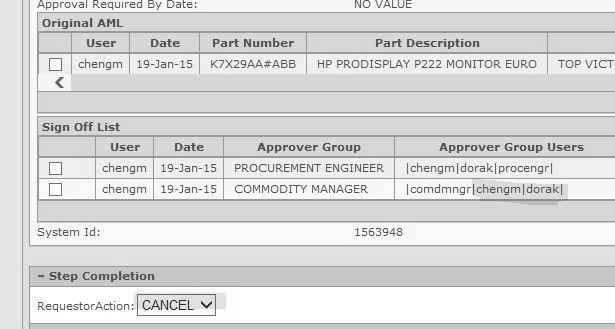 Approval Required By Date: NO VALUE
Original AML
User Date Part Number Part Description
chengm 19-Jan-15 K7X29AA#ABB HP PRODISPLAY P222 MONITOR EURO TOP VICT
Sign Off List
User Date Approver Group Approver Group Users
chengm 19-Jan-15 PROCUREMENT ENGINEER |chengm|dorak|procengr|
chengm 19-Jan-15 COMMODITY MANAGER |comdmngr|chengm|dorak|
System Id: 1563948
− Step Completion
RequestorAction: CANCEL